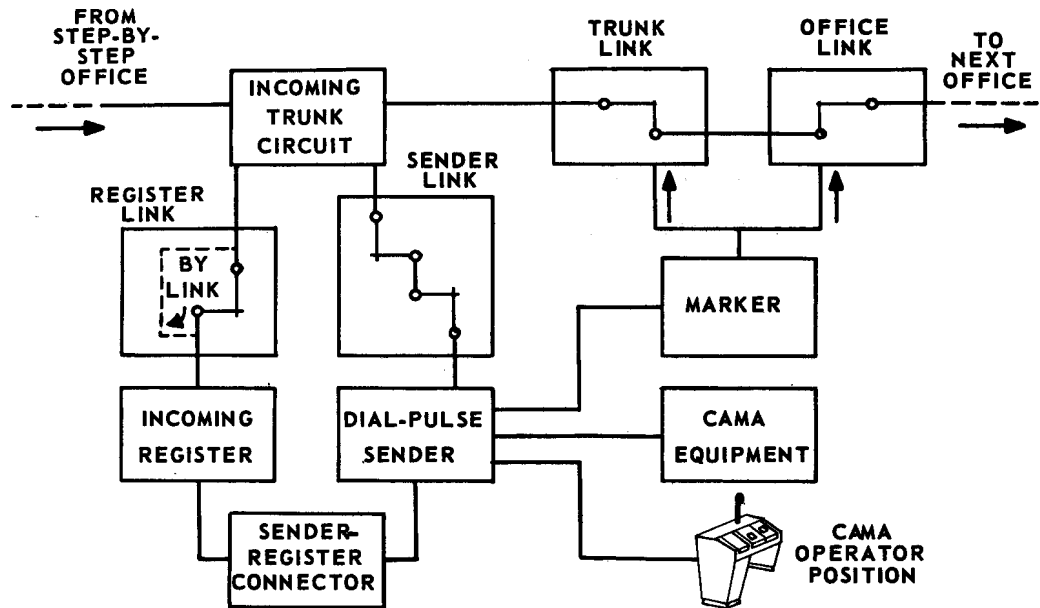 FROM
STEP-BY-
STEP
OFFICE
INCOMING
TRUNK
CIRCUIT
TRUNK
LINK
OFFICE
LINK
TO
NEXT
OFFICE
REGISTER
LINK
SENDER
LINK
BY
LINK
MARKER
INCOMING
REGISTER
DIAL-PULSE
SENDER
CAMA
EQUIPMENT
SENDER-
REGISTER
CONNECTOR
CAMA
OPERATOR
POSITION